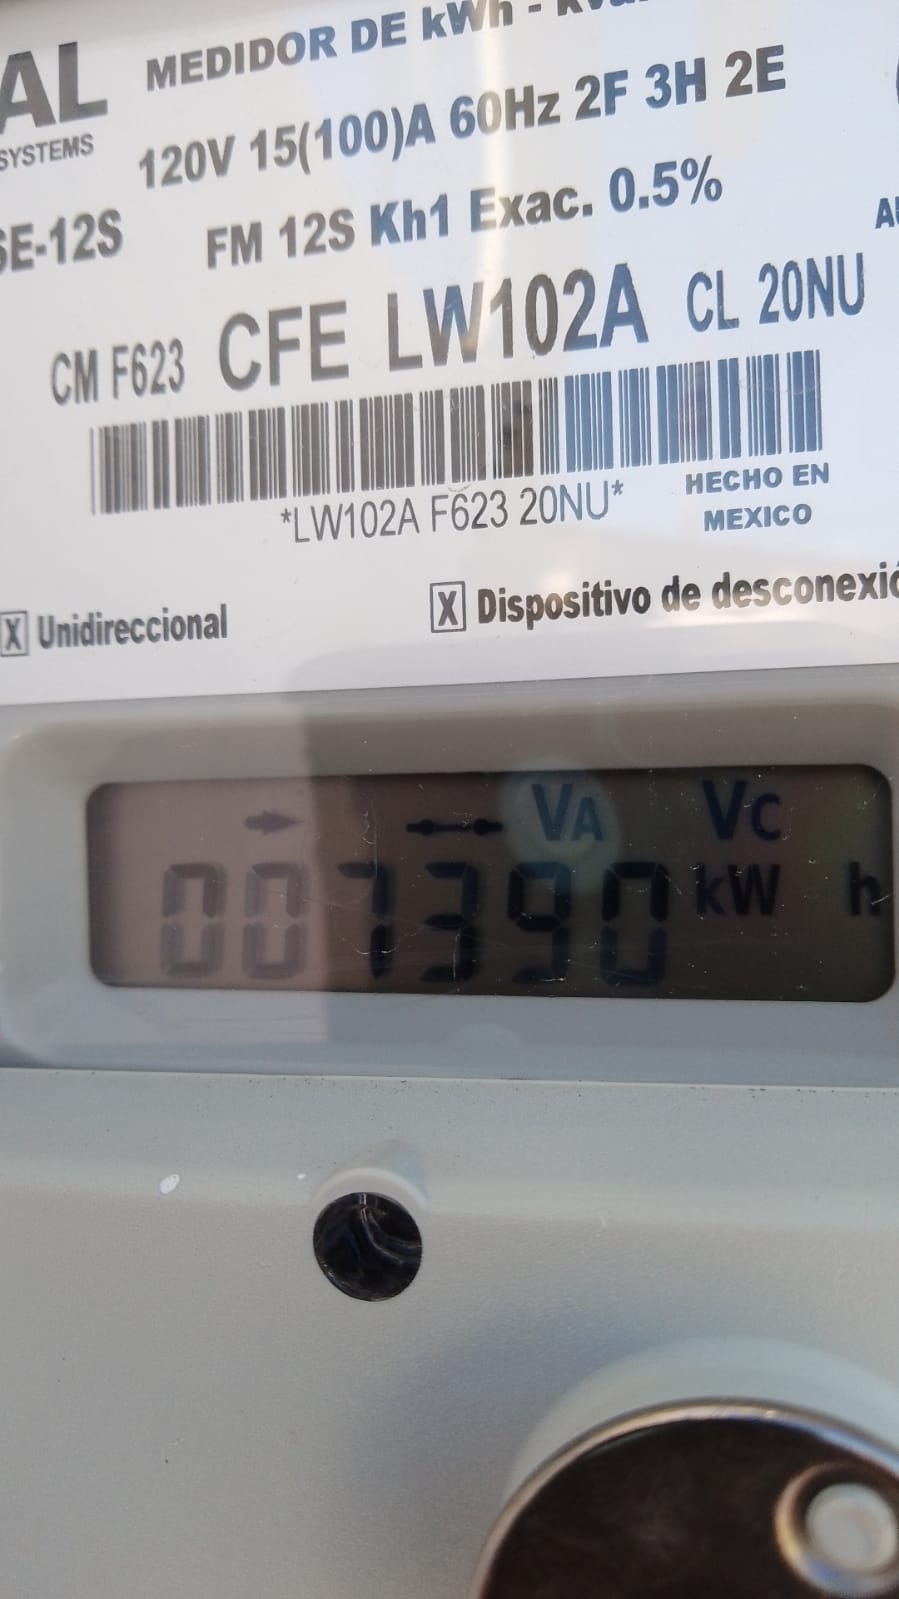 AL
MEDIDOR DE kWh -
SYSTEMS
120V 15(100)A 60Hz 2F 3H 2E
SE-12S
FM 12S Kh1 Exac. 0.5%
CM F623 CFE LW102A CL 20NU
*LW102A F623 20NU*
HECHO EN
MEXICO
X Unidireccional
X Dispositivo de desconexió
VA VC
007390 kW h